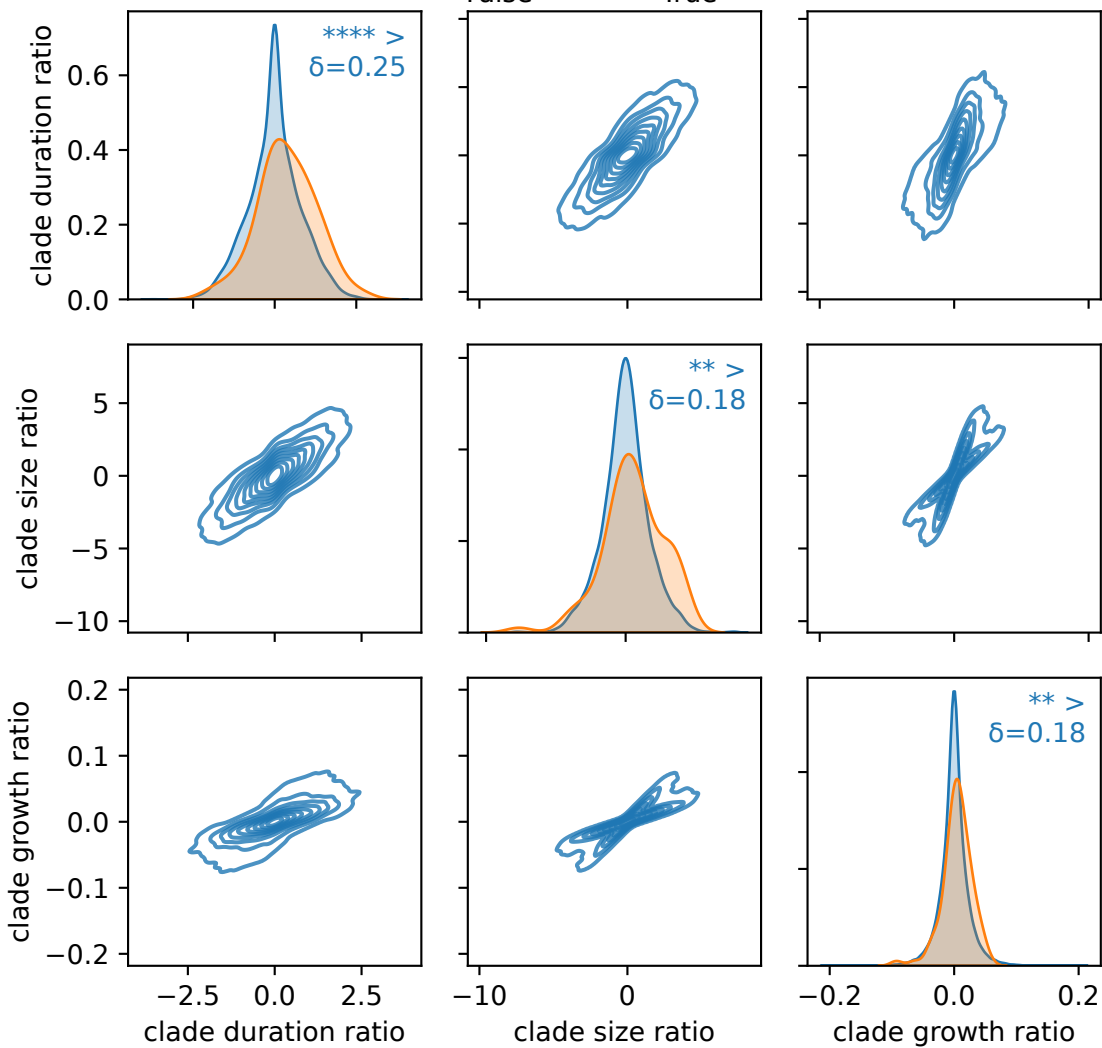 clade duration ratio
0.6
0.4
0.2
0.0
**** >
δ=0.25
clade size ratio
5
0
−5
−10
** >
δ=0.18
clade growth ratio
0.2
0.1
0.0
−0.1
−0.2
** >
δ=0.18
−2.5 0.0 2.5
−10 0
−0.2 0.0 0.2
clade duration ratio
clade size ratio
clade growth ratio